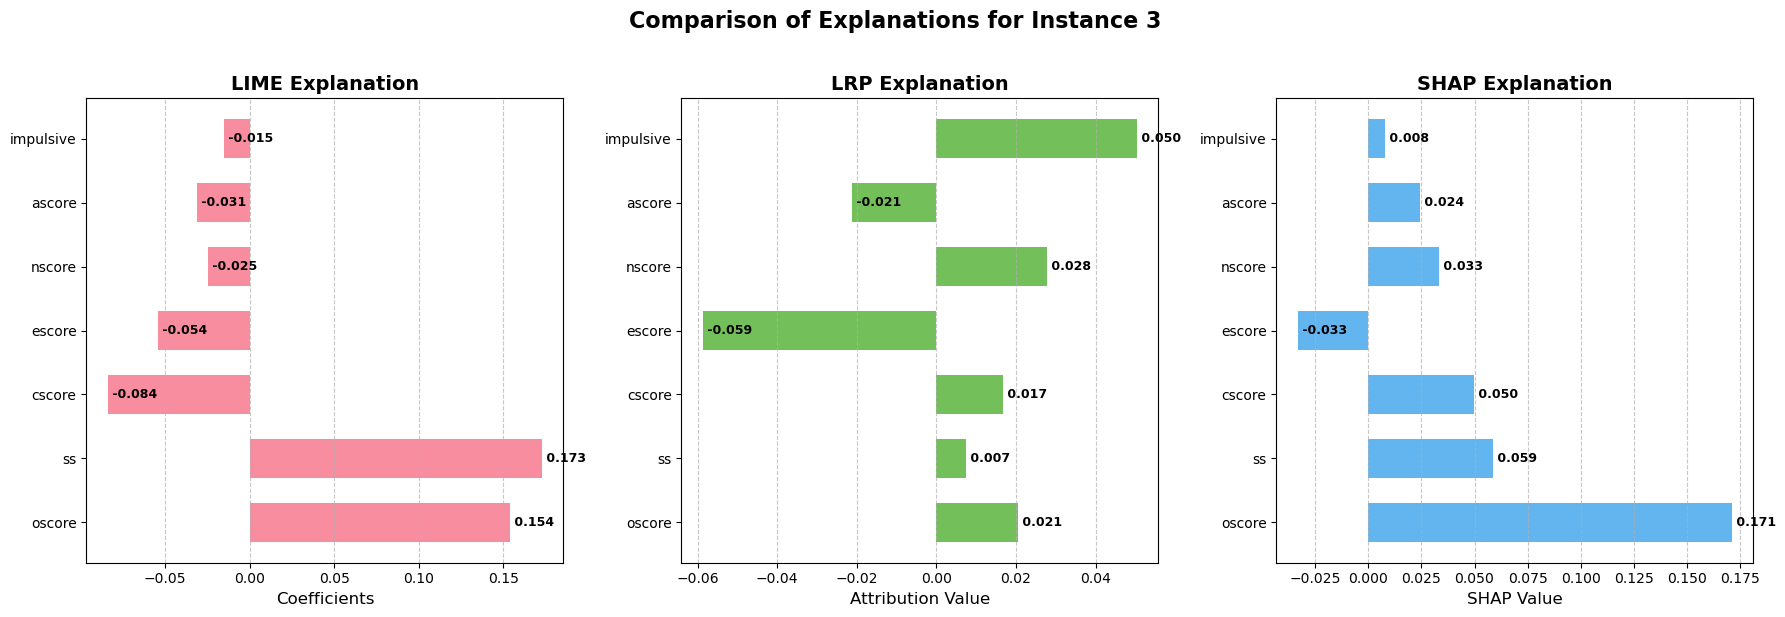 Comparison of Explanations for Instance 3
LIME Explanation
impulsive
ascore
nscore
escore
cscore
ss
oscore
-0.015
-0.031
-0.025
-0.054
-0.084
0.173
0.154
−0.05 0.00 0.05 0.10 0.15
Coefficients
LRP Explanation
impulsive
ascore
nscore
escore
cscore
ss
oscore
0.050
-0.021
0.028
-0.059
0.017
0.007
0.021
−0.06 −0.04 −0.02 0.00 0.02 0.04
Attribution Value
SHAP Explanation
impulsive
ascore
nscore
escore
cscore
ss
oscore
0.008
0.024
0.033
-0.033
0.050
0.059
0.171
−0.025 0.000 0.025 0.050 0.075 0.100 0.125 0.150 0.175
SHAP Value